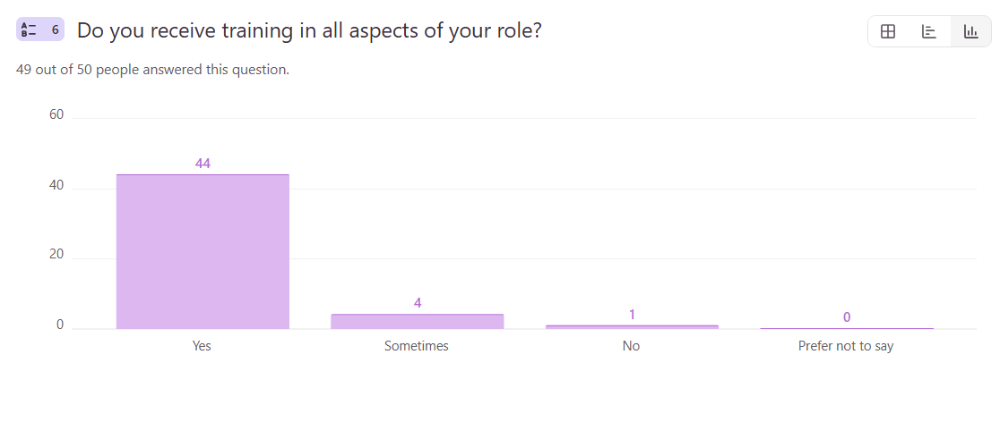 A
B 6 Do you receive training in all aspects of your role?
49 out of 50 people answered this question.
60
44
40
20
4
1
0
0
Yes Sometimes No Prefer not to say